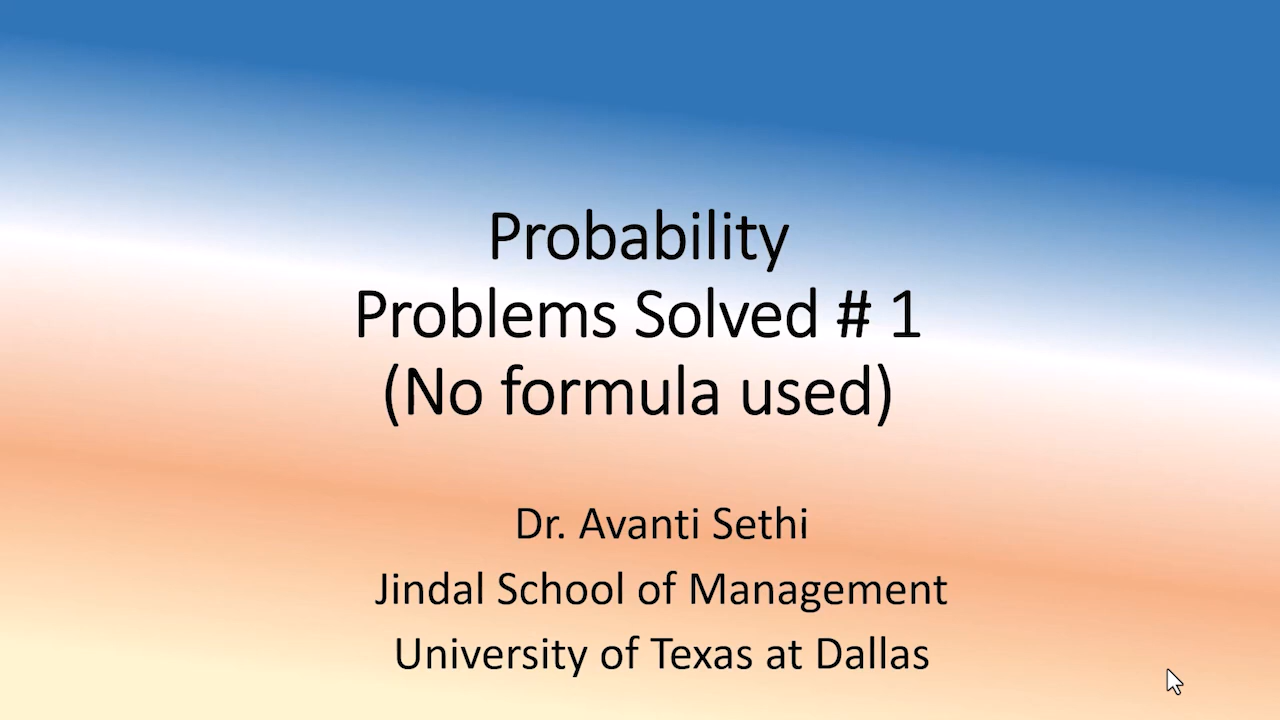 Probability
Problems Solved # 1
(No formula used)
Dr. Avanti Sethi
Jindal School of Management
University of Texas at Dallas